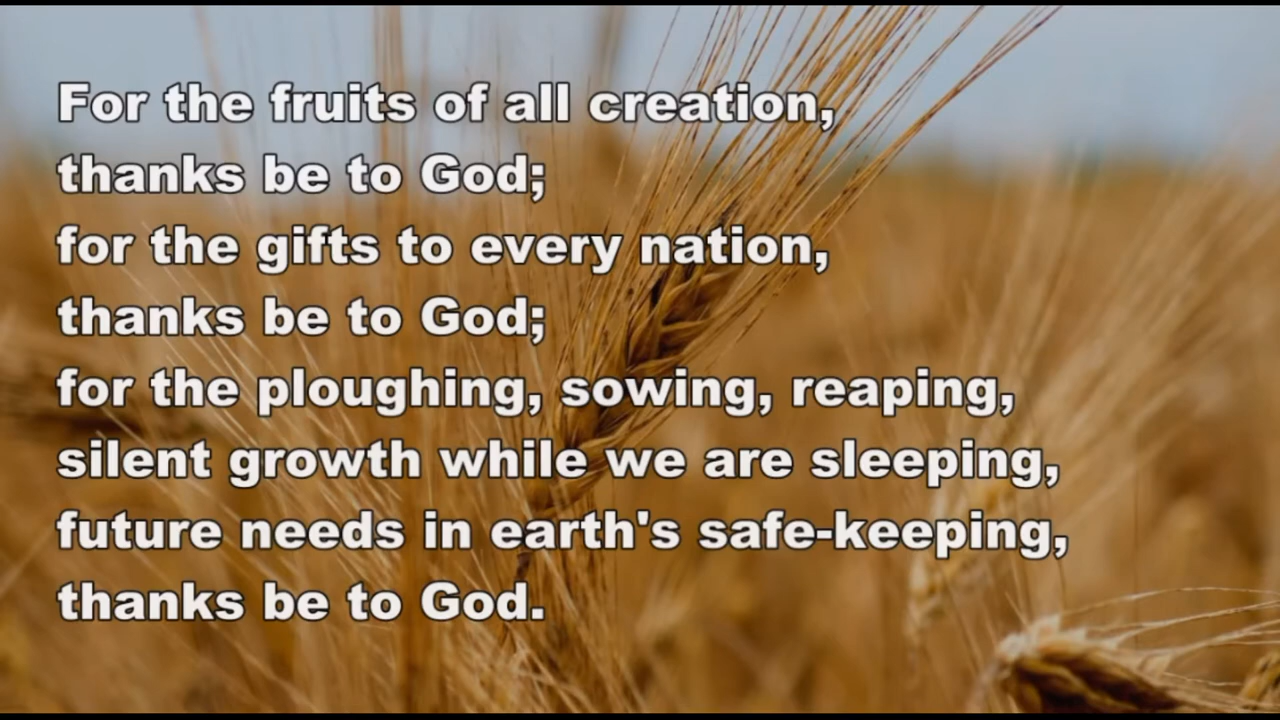 For the fruits of all creation,
thanks be to God;
for the gifts to every nation,
thanks be to God;
for the ploughing, sowing, reaping,
silent growth while we are sleeping,
future needs in earth's safe-keeping,
thanks be to God.